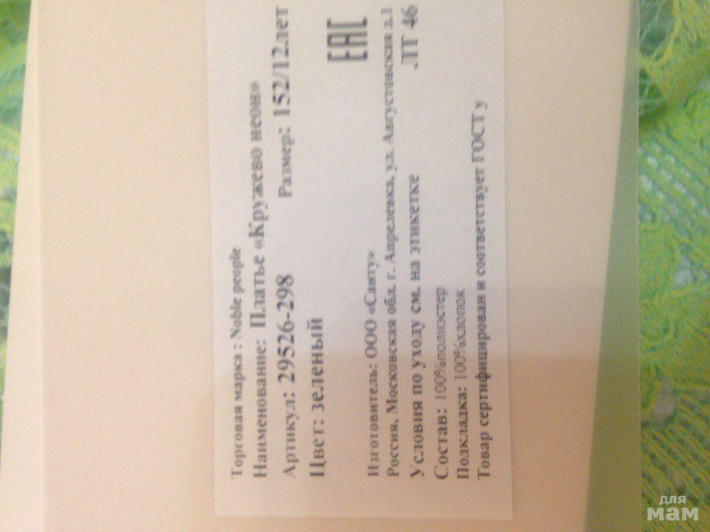 Торговая марка : Noble people
Наименование: Платье «Кружево неон»
Артикул: 29526-298 Размер: 152/12лет
Цвет: зеленый
EAC
Изготовитель: ООО «Санту»
Россия, Московская обл. г. Апрелевка, ул. Августовская д.1
Условия по уходу см. на этикетке .ЛТ 46
Состав: 100%полиэстер
Подкладка: 100%хлопок
Товар сертифицирован и соответствует ГОСТу
для
мам